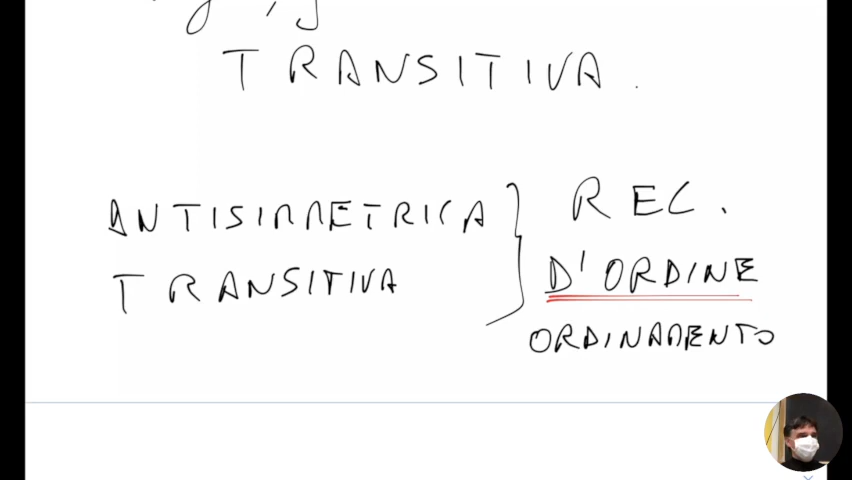 TRANSITIVA.
ANTISIMMETRICA } REL.
TRANSITIVA D'ORDINE
ORDINAMENTO